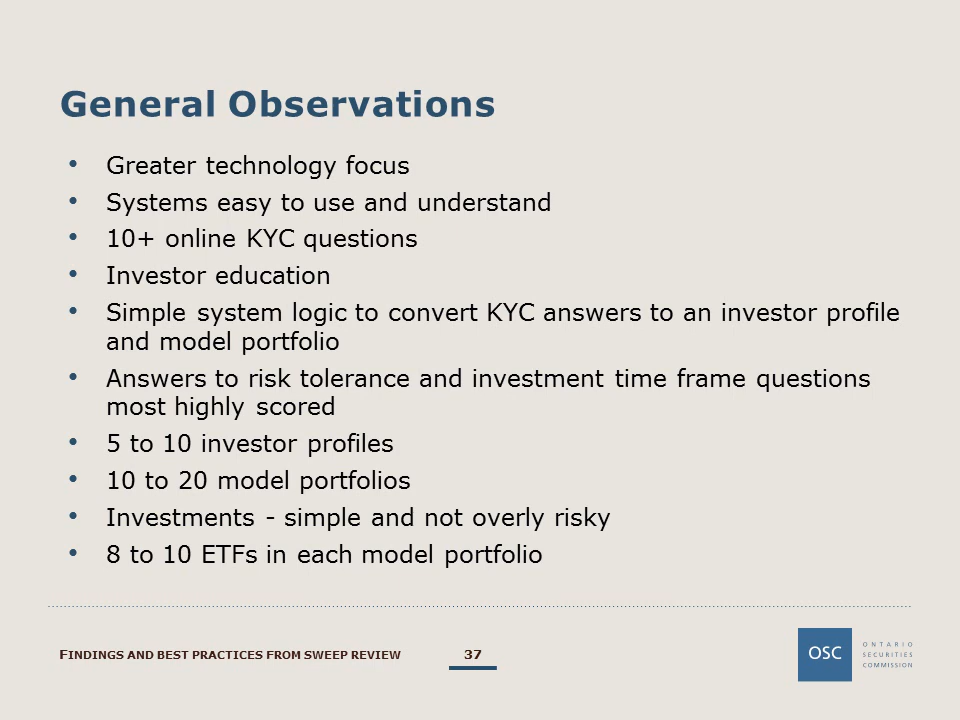 General Observations
• Greater technology focus
• Systems easy to use and understand
• 10+ online KYC questions
• Investor education
• Simple system logic to convert KYC answers to an investor profile
and model portfolio
• Answers to risk tolerance and investment time frame questions
most highly scored
• 5 to 10 investor profiles
• 10 to 20 model portfolios
• Investments - simple and not overly risky
• 8 to 10 ETFs in each model portfolio
FINDINGS AND BEST PRACTICES FROM SWEEP REVIEW 37
OSC
ONTARIO
SECURITIES
COMMISSION